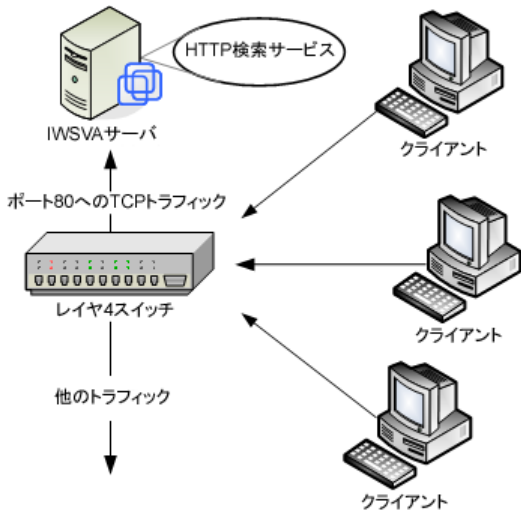 HTTP検索サービス
IWSVAサーバ
クライアント
ポート80へのTCPトラフィック
レイヤ4スイッチ
クライアント
他のトラフィック
クライアント